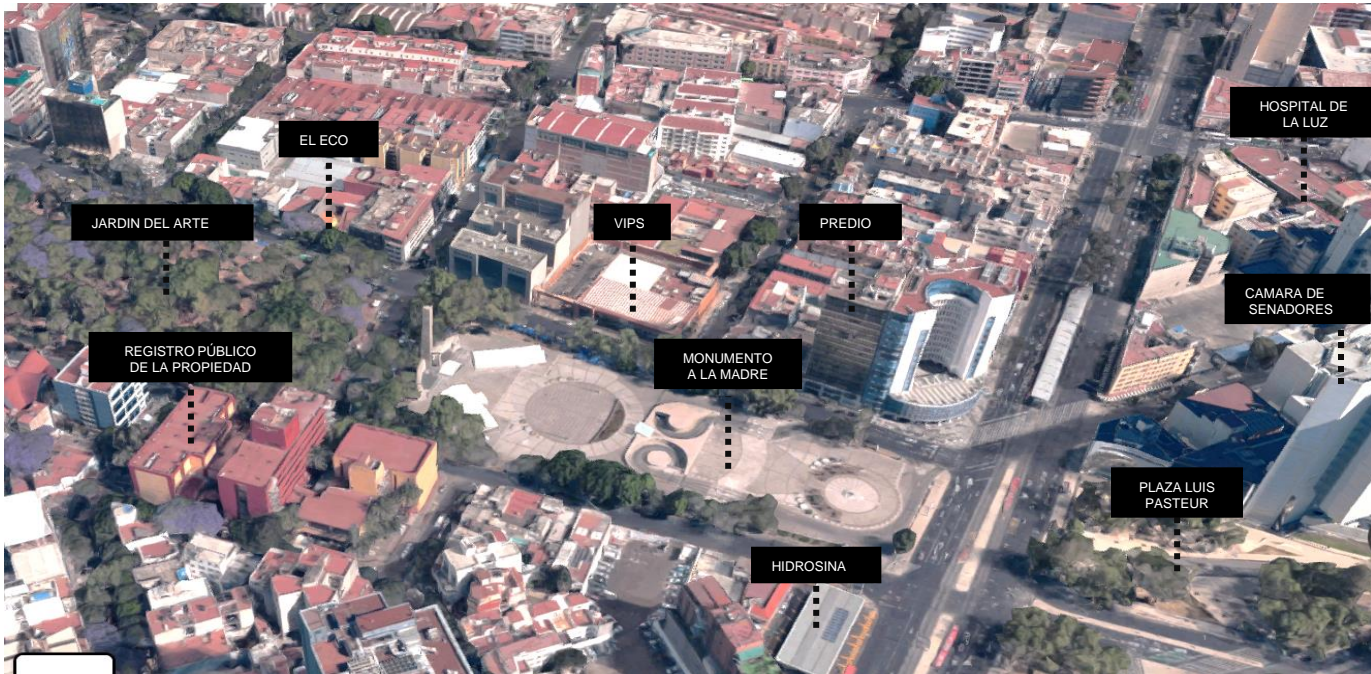 HOSPITAL DE
LA LUZ
EL ECO
JARDIN DEL ARTE
VIPS
PREDIO
CAMARA DE
SENADORES
REGISTRO PÚBLICO
DE LA PROPIEDAD
MONUMENTO
A LA MADRE
PLAZA LUIS
PASTEUR
HIDROSINA